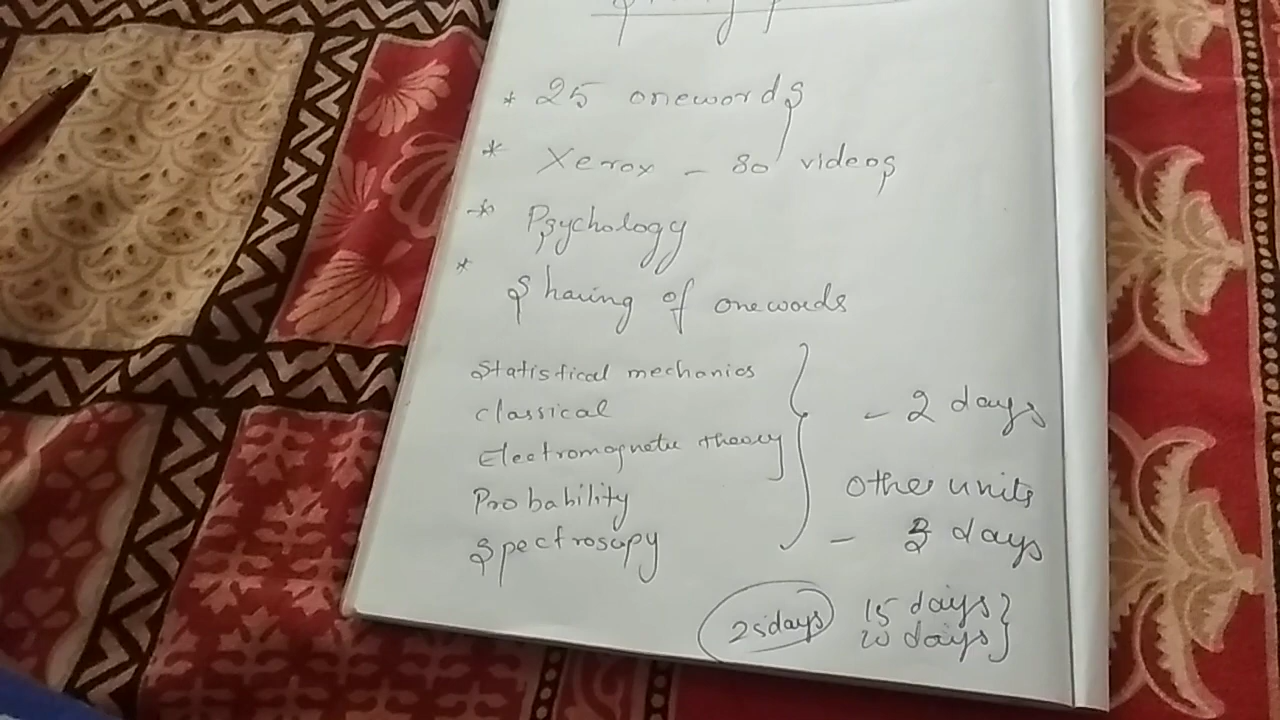 * 25 onewords
* Xerox - 80 videos
* Psychology
* Sharing of onewords
Statistical mechanics
classical
Electromagnetic theory
- 2 days
Probability
Other units
Spectrosopy
- 3 days
25days
15 days
20 days